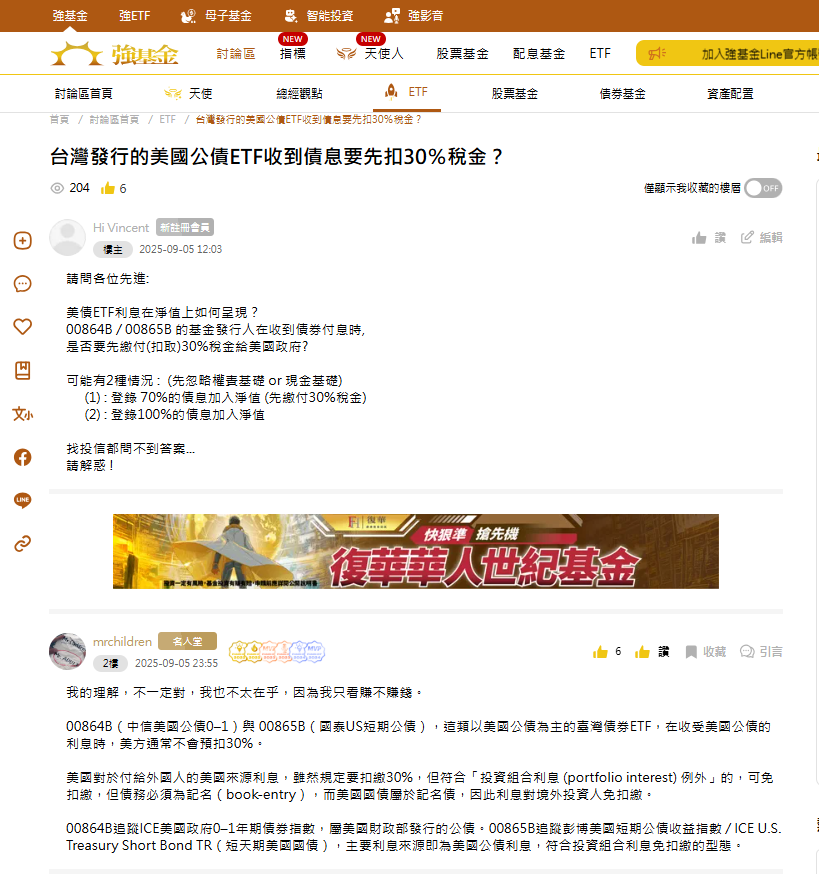 強基金 強ETF 母子基金 智能投資 強影音
強基金 討論區 NEW 指標 NEW 天使人 股票基金 配息基金 ETF 加入強基金Line官方帳
討論區首頁 天使 總經觀點 ETF 股票基金 債券基金 資產配置
首頁 / 討論區首頁 / ETF / 台灣發行的美國公債ETF收到債息要先扣30%稅金？
台灣發行的美國公債ETF收到債息要先扣30%稅金？
204 6 僅顯示我收藏的樓層 OFF
Hi Vincent 新註冊會員
樓主 2025-09-05 12:03 讚 編輯
請問各位先進:
美債ETF利息在淨值上如何呈現？
00864B / 00865B 的基金發行人在收到債券付息時,
是否要先繳付(扣取)30%稅金給美國政府?
可能有2種情況 : (先忽略權責基礎 or 現金基礎)
(1) : 登錄 70%的債息加入淨值 (先繳付30%稅金)
(2) : 登錄100%的債息加入淨值
找投信都問不到答案...
請解惑 !
復華
快狠準 搶先機
復華華人世紀基金
mrchildren 名人堂
2樓 2025-09-05 23:55 6 讚 收藏 引言
我的理解，不一定對，我也不太在乎，因為我只看賺不賺錢。
00864B（中信美國公債0–1）與 00865B（國泰US短期公債），這類以美國公債為主的臺灣債券ETF，在收受美國公債的
利息時，美方通常不會預扣30%。
美國對於付給外國人的美國來源利息，雖然規定要扣繳30%，但符合「投資組合利息 (portfolio interest) 例外」的，可免
扣繳，但債務必須為記名（book-entry），而美國國債屬於記名債，因此利息對境外投資人免扣繳。
00864B追蹤ICE美國政府0–1年期債券指數，屬美國財政部發行的公債。00865B追蹤彭博美國短期公債收益指數 / ICE U.S.
Treasury Short Bond TR（短天期美國國債），主要利息來源即為美國公債利息，符合投資組合利息免扣繳的型態。